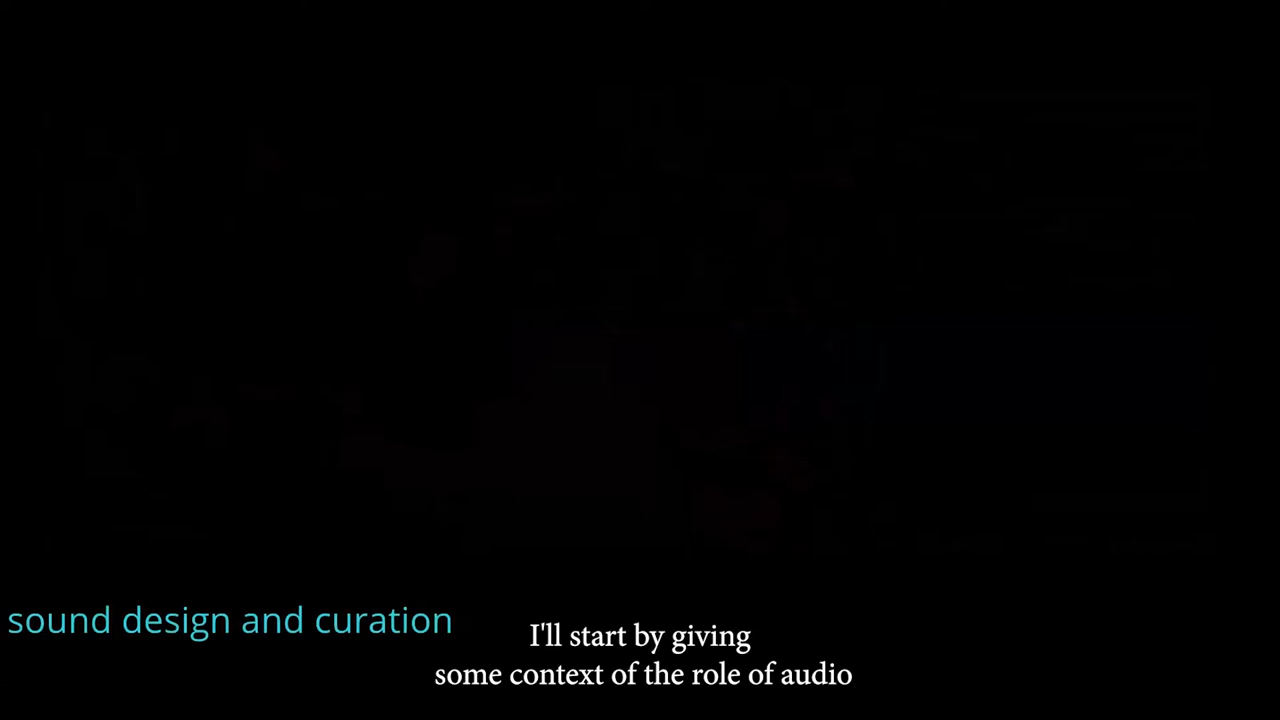 sound design and curation
I'll start by giving
some context of the role of audio